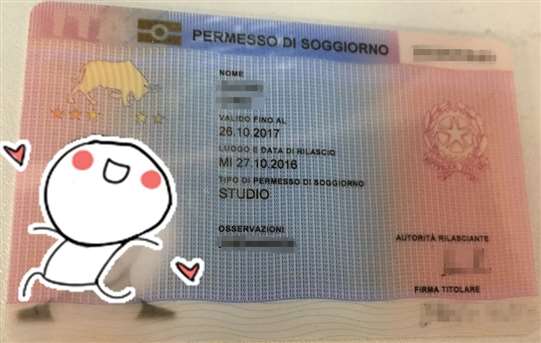 ITA
PERMESSO DI SOGGIORNO
NOME
VALIDO FINO AL
26.10.2017
LUOGO E DATA DI RILASCIO
MI 27.10.2016
TIPO DI PERMESSO DI SOGGIORNO
STUDIO
OSSERVAZIONI
AUTORITÀ RILASCIANTE
FIRMA TITOLARE